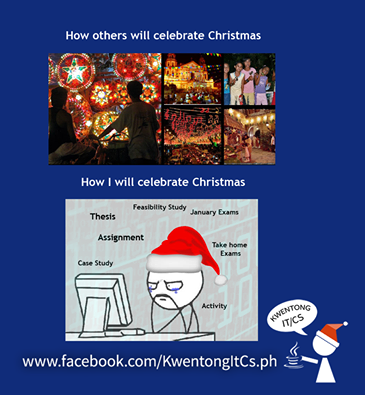 How others will celebrate Christmas
How I will celebrate Christmas
Feasibility Study
Thesis
January Exams
Assignment
Take home
Exams
Case Study
Activity
KWENTONG
IT/CS
www.facebook.com/KwentongItCs.ph